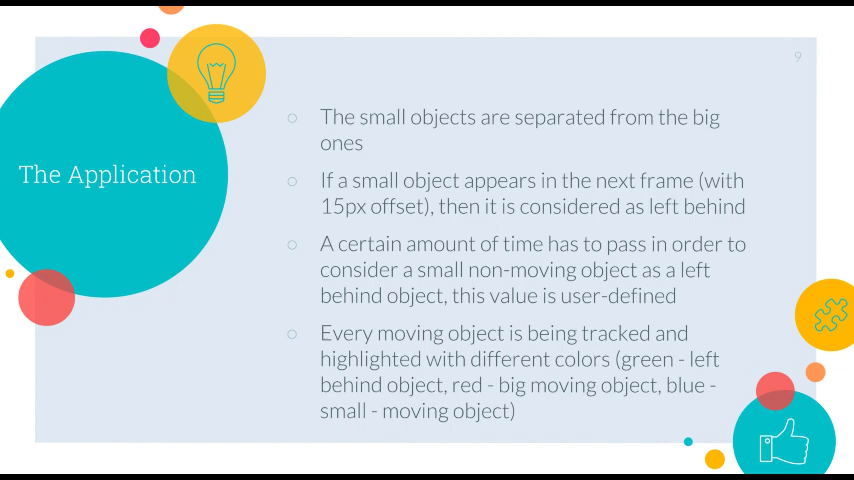 9
The Application
The small objects are separated from the big
ones
If a small object appears in the next frame (with
15px offset), then it is considered as left behind
A certain amount of time has to pass in order to
consider a small non-moving object as a left
behind object, this value is user-defined
Every moving object is being tracked and
highlighted with different colors (green - left
behind object, red - big moving object, blue -
small - moving object)